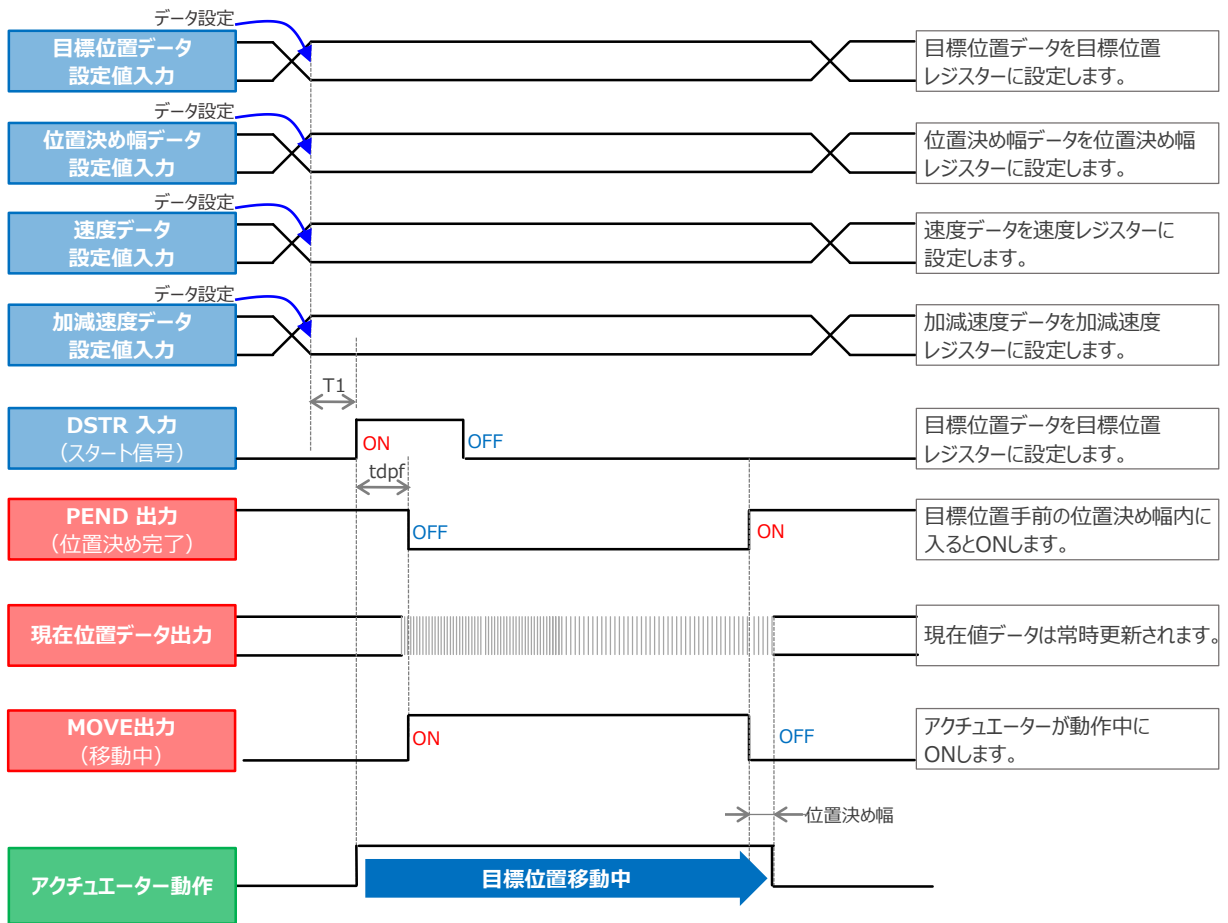 データ設定
目標位置データ
設定値入力
目標位置データを目標位置
レジスターに設定します。
データ設定
位置決め幅データ
設定値入力
位置決め幅データを位置決め幅
レジスターに設定します。
データ設定
速度データ
設定値入力
速度データを速度レジスターに
設定します。
データ設定
加減速度データ
設定値入力
加減速度データを加減速度
レジスターに設定します。
T1
DSTR 入力
（スタート信号）
ON
OFF
目標位置データを目標位置
レジスターに設定します。
tdpf
PEND 出力
（位置決め完了）
OFF
ON
目標位置手前の位置決め幅内に
入るとONします。
現在位置データ出力
現在値データは常時更新されます。
MOVE出力
（移動中）
ON
OFF
アクチュエーターが動作中に
ONします。
位置決め幅
アクチュエーター動作
目標位置移動中